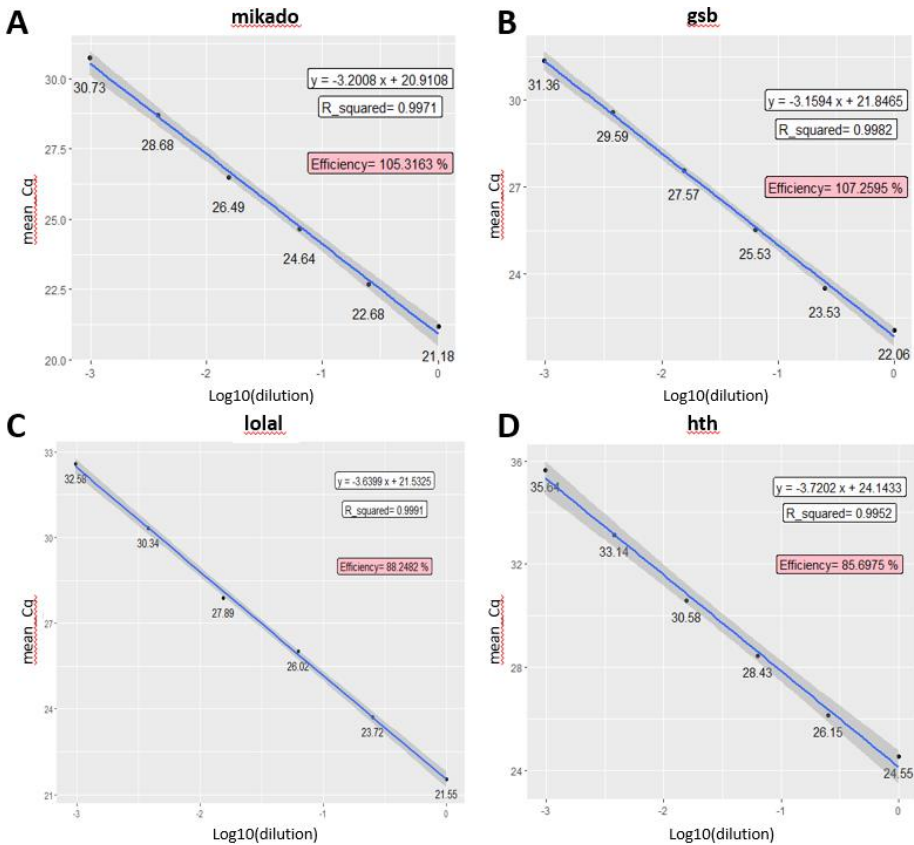 A
mikado
30.0
27.5
25.0
22.5
20.0
mean_Cq
30.73
28.68
26.49
24.64
22.68
21,18
y = -3.2008 x + 20.9108
R_squared= 0.9971
Efficiency= 105.3163 %
-3
-2
-1
0
Log10(dilution)
B
gsb
30
27
24
mean_Cq
31.36
29.59
27.57
25.53
23.53
22.06
y = -3.1594 x + 21.8465
R_squared= 0.9982
Efficiency= 107.2595 %
-3
-2
-1
0
Log10(dilution)
C
lolal
33
30
27
24
21
mean_Cq
32.58
30.34
27.89
26.02
23.72
21.55
y = -3.6399 x + 21.5325
R_squared= 0.9991
Efficiency= 88.2482 %
-3
-2
-1
0
Log10(dilution)
D
hth
36
32
28
24
mean_Cq
35.64
33.14
30.58
28.43
26.15
24.55
y = -3.7202 x + 24.1433
R_squared= 0.9952
Efficiency= 85.6975 %
-3
-2
-1
0
Log10(dilution)